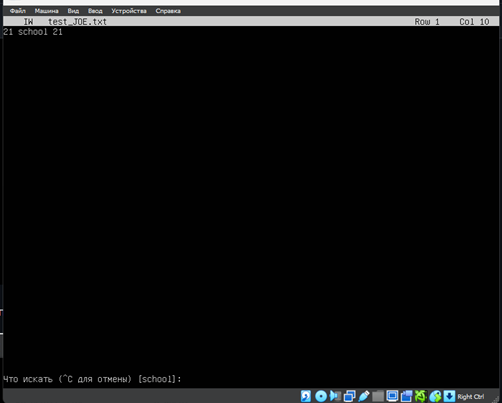 Файл Машина Вид Ввод Устройства Справка
IW test_JOE.txt Row 1 Col 10
21 school 21
Что искать (^C для отмены) [school]:
Right Ctrl